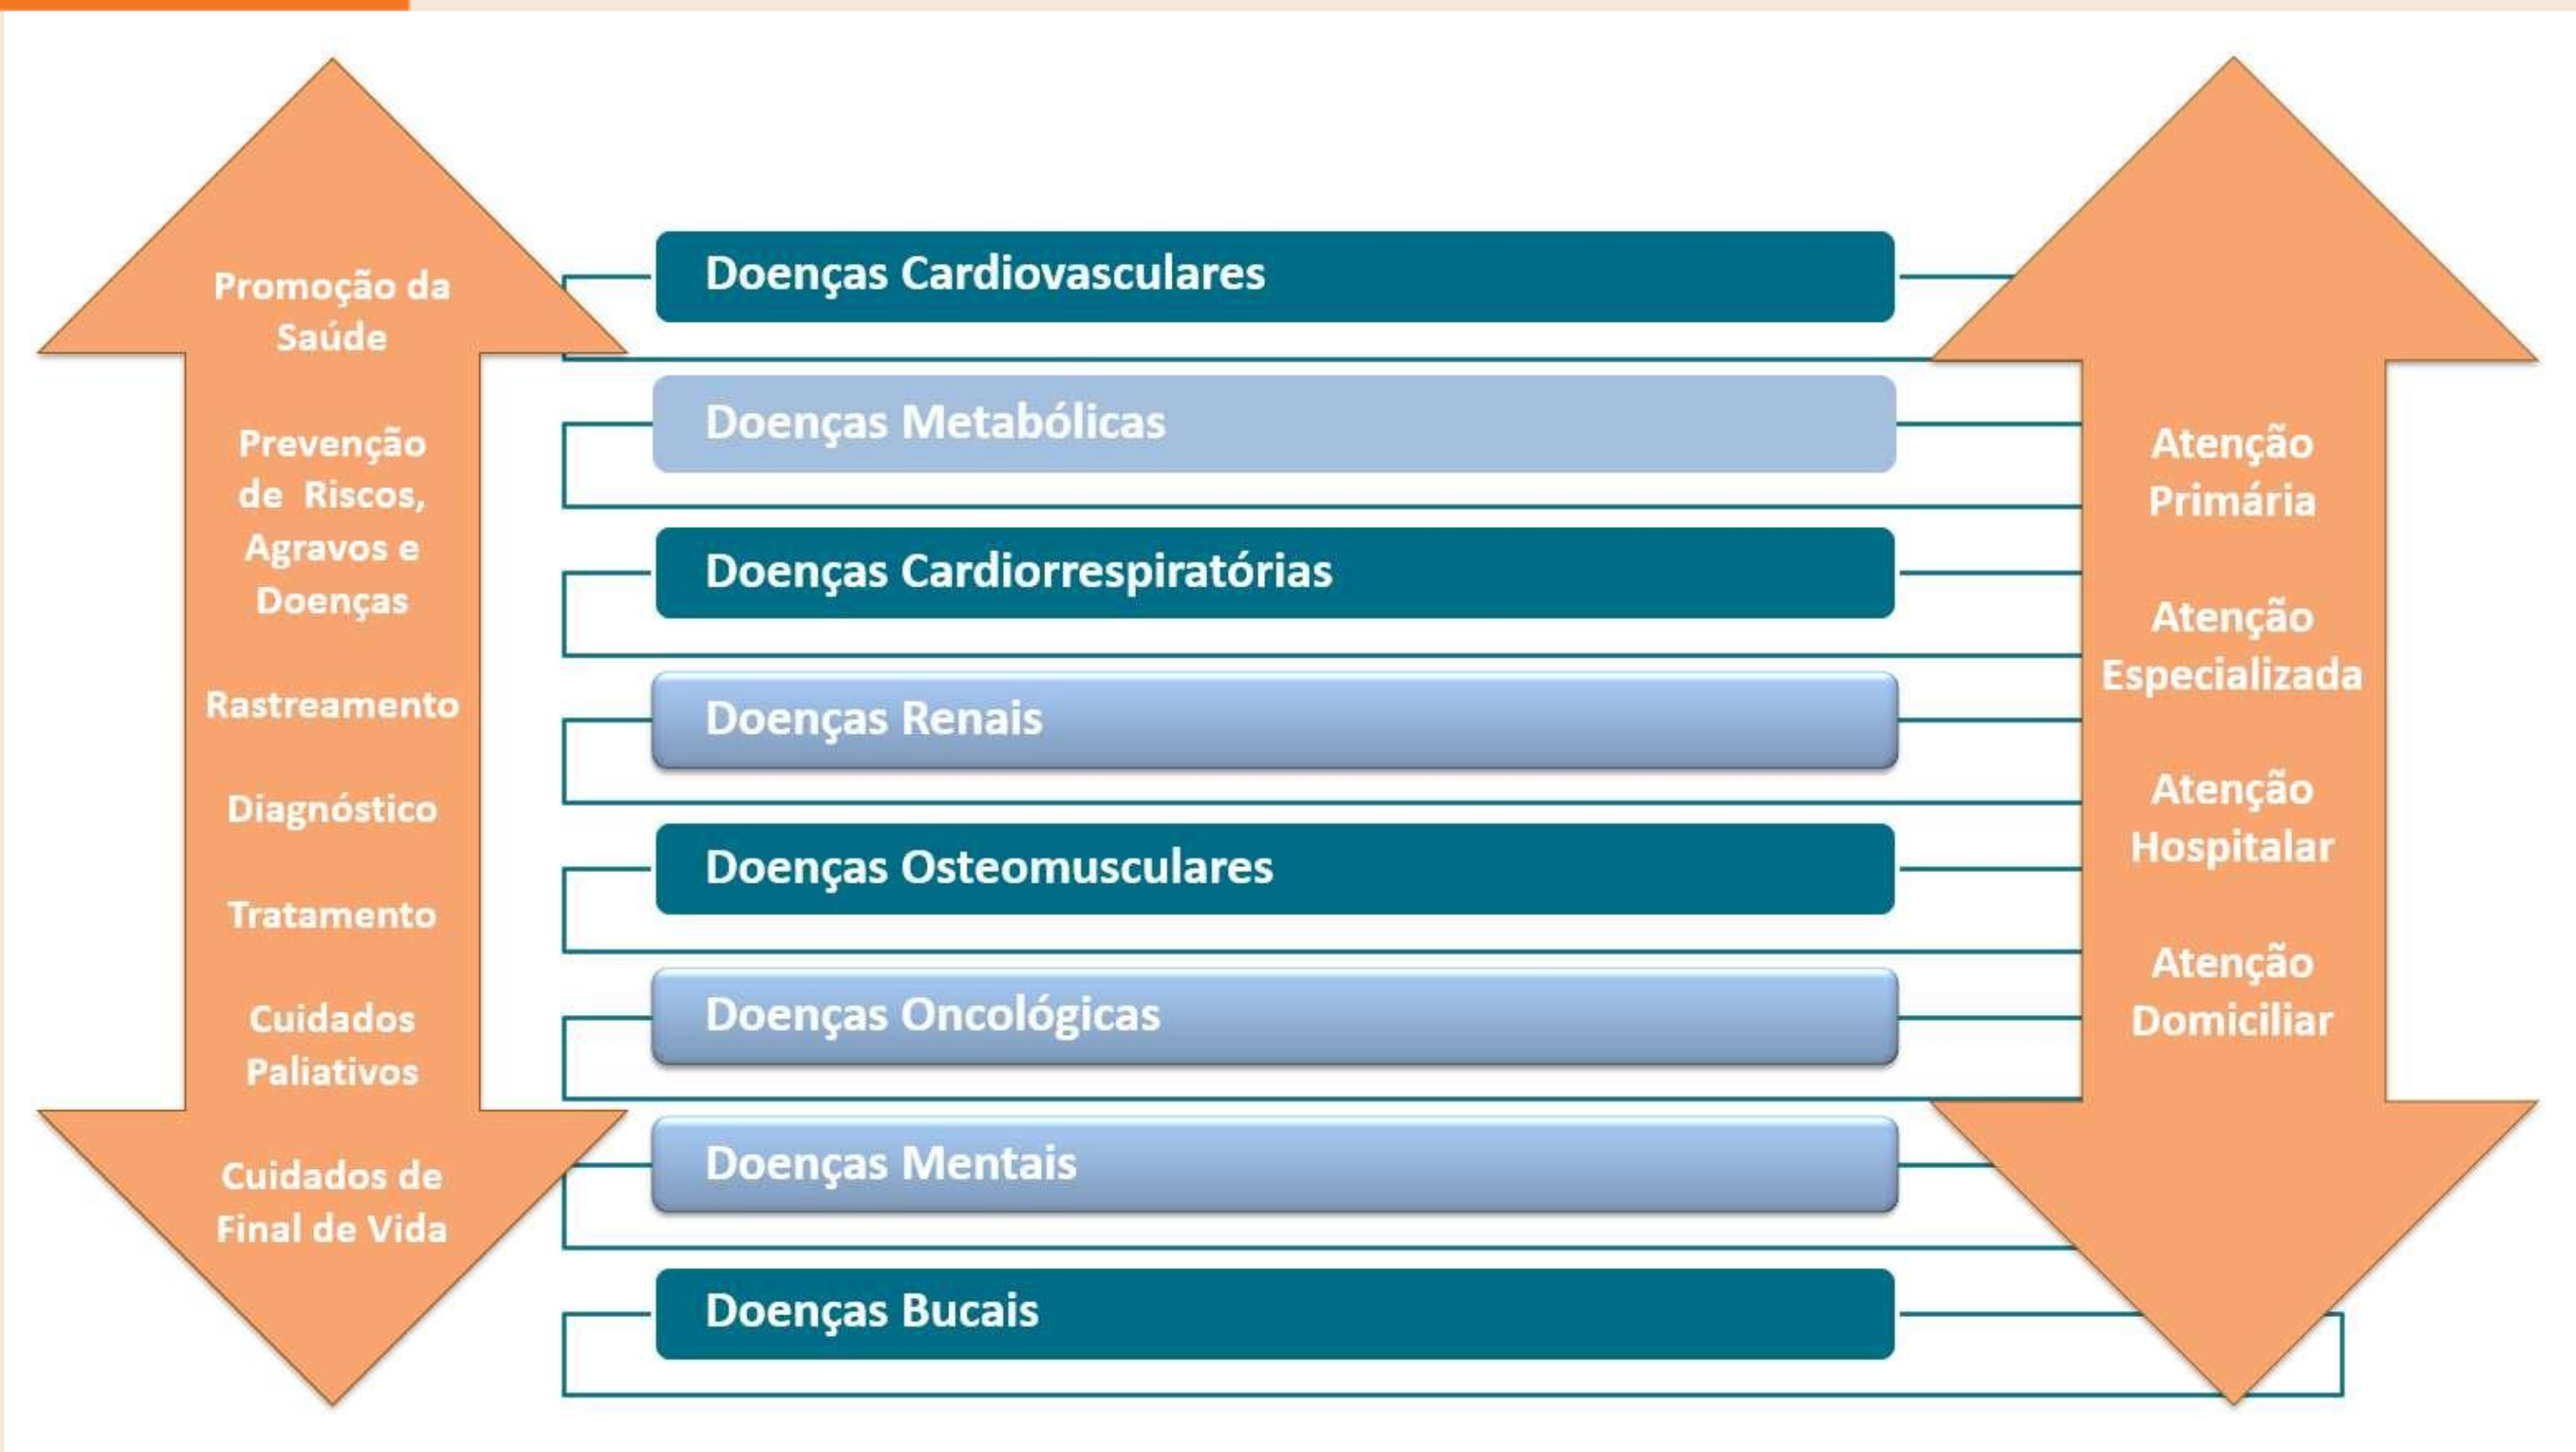 Promoção da
Saúde
Prevenção
de Riscos,
Agravos e
Doenças
Rastreamento
Diagnóstico
Tratamento
Cuidados
Paliativos
Cuidados de
Final de Vida
Doenças Cardiovasculares
Doenças Metabólicas
Doenças Cardiorrespiratórias
Doenças Renais
Doenças Osteomusculares
Doenças Oncológicas
Doenças Mentais
Doenças Bucais
Atenção
Primária
Atenção
Especializada
Atenção
Hospitalar
Atenção
Domiciliar